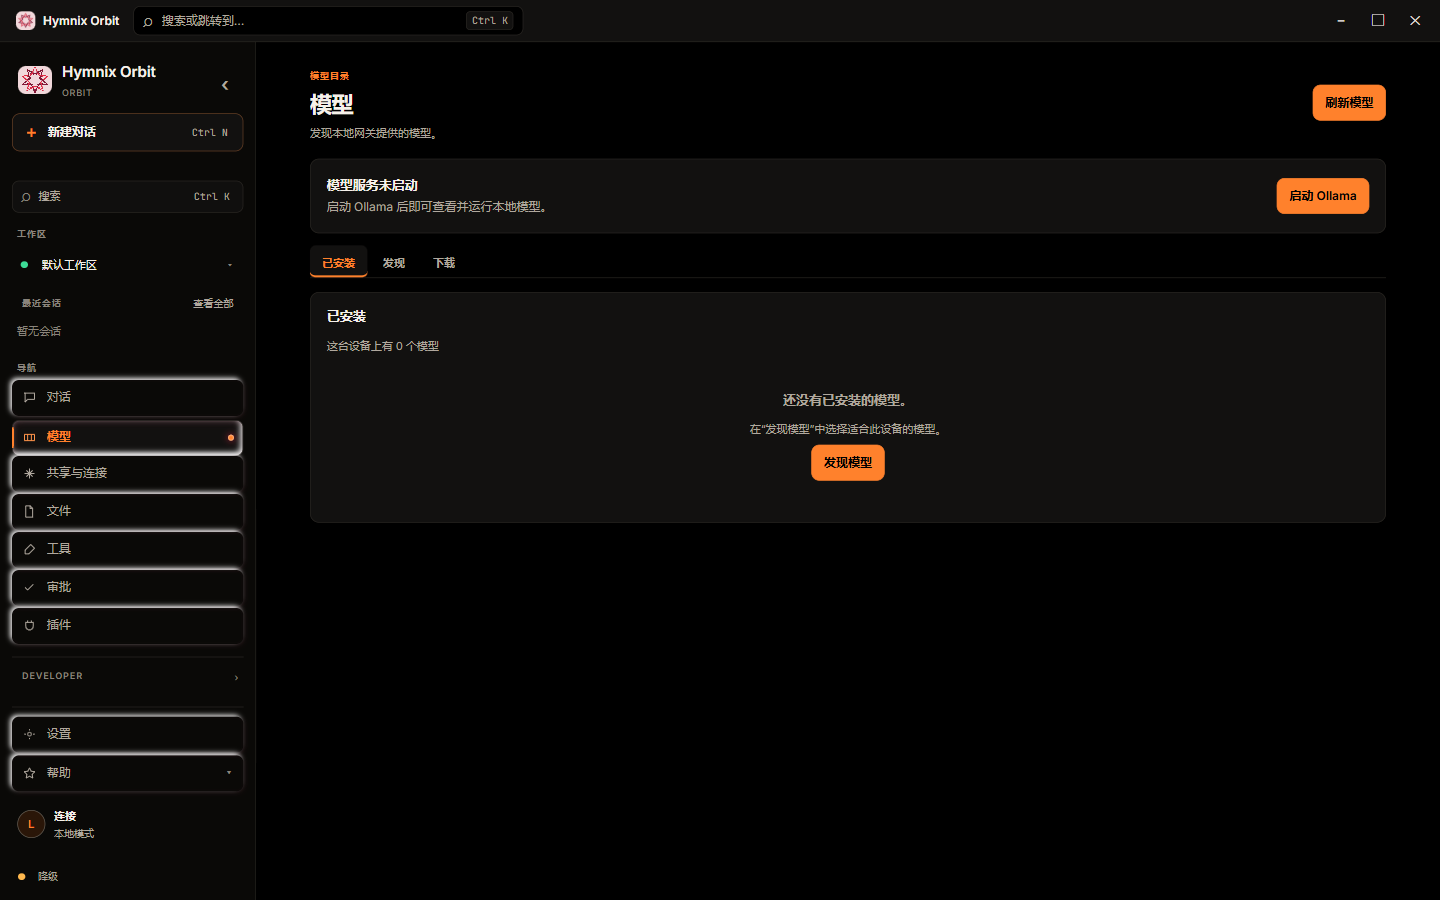 Hymnix Orbit
搜索或跳转到...
Ctrl K
Hymnix Orbit
ORBIT
+ 新建对话
Ctrl N
搜索
Ctrl K
工作区
默认工作区
最近会话
查看全部
暂无会话
导航
对话
模型
共享与连接
文件
工具
审批
插件
DEVELOPER
设置
帮助
L
连接
本地模式
降级
模型目录
模型
发现本地网关提供的模型。
刷新模型
模型服务未启动
启动 Ollama 后即可查看并运行本地模型。
启动 Ollama
已安装
发现
下载
已安装
这台设备上有 0 个模型
还没有已安装的模型。
在“发现模型”中选择适合此设备的模型。
发现模型